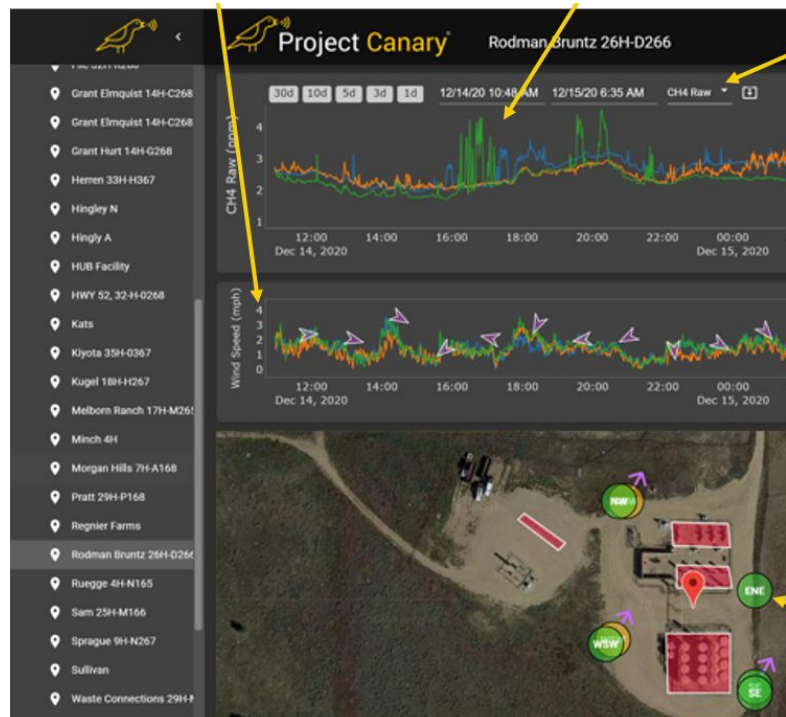 Project Canary
Rodman Bruntz 26H-D266
Grant Elmquist 14H-C268
Grant Elmquist 14H-C268
Grant Hurt 14H-G268
Herren 33H-H367
Hingley N
Hingly A
HUB Facility
HWY 52, 32-H-0268
Kats
Kiyota 35H-0367
Kugel 18H-H267
Melborn Ranch 17H-M265
Minch 4H
Morgan Hills 7H-A168
Pratt 29H-P168
Regnier Farms
Rodman Bruntz 26H-D266
Ruegge 4H-N165
Sam 25H-M166
Sprague 9H-N267
Sullivan
Waste Connections 29H-
30d 10d 5d 3d 1d 12/14/20 10:48 AM 12/15/20 6:35 AM CH4 Raw
CH4 Raw (ppm)
4
3
2
1
12:00 14:00 16:00 18:00 20:00 22:00 00:00
Dec 14, 2020 Dec 15, 2020
Wind Speed (mph)
4
3
2
1
0
12:00 14:00 16:00 18:00 20:00 22:00 00:00
Dec 14, 2020 Dec 15, 2020
NW
ENE
WSW
SE